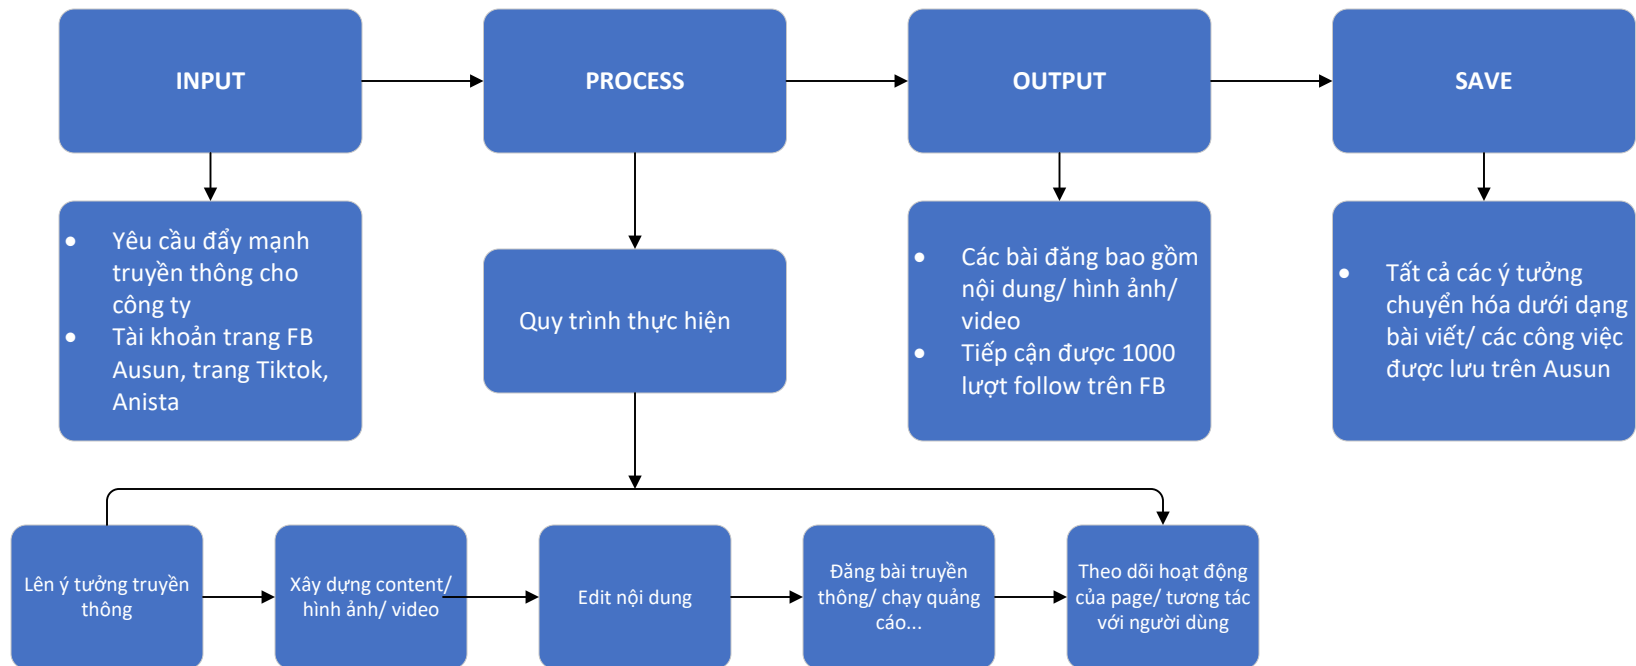 INPUT
PROCESS
OUTPUT
SAVE
• Yêu cầu đẩy mạnh
truyền thông cho
công ty
• Tài khoản trang FB
Ausun, trang Tiktok,
Anista
Quy trình thực hiện
• Các bài đăng bao gồm
nội dung/ hình ảnh/
video
• Tiếp cận được 1000
lượt follow trên FB
• Tất cả các ý tưởng
chuyển hóa dưới dạng
bài viết/ các công việc
được lưu trên Ausun
Lên ý tưởng truyền
thông
Xây dựng content/
hình ảnh/ video
Edit nội dung
Đăng bài truyền
thông/ chạy quảng
cáo...
Theo dõi hoạt động
của page/ tương tác
với người dùng